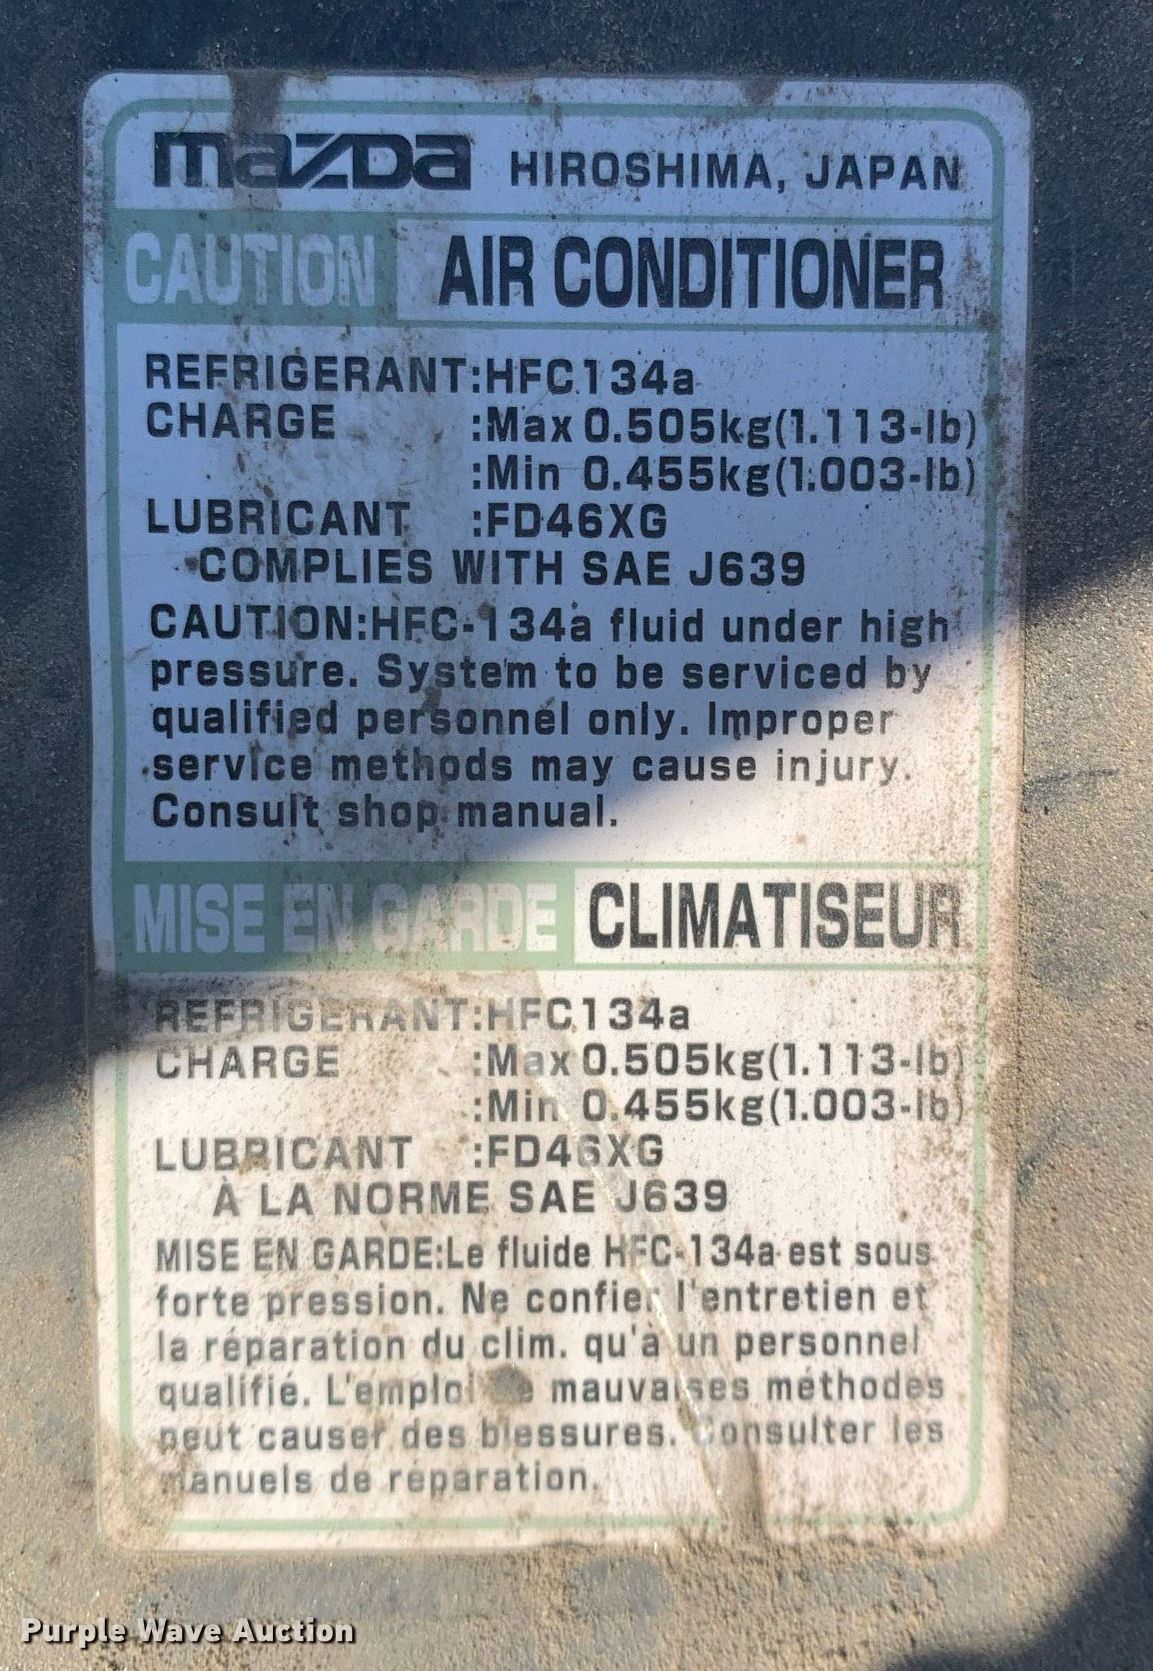 mazda HIROSHIMA, JAPAN
CAUTION AIR CONDITIONER
REFRIGERANT:HFC134a
CHARGE :Max 0.505kg(1.113-lb)
:Min 0.455kg(1.003-lb)
LUBRICANT :FD46XG
COMPLIES WITH SAE J639
CAUTION:HFC-134a fluid under high
pressure. System to be serviced by
qualified personnel only. Improper
service methods may cause injury.
Consult shop manual.
MISE EN GARDE CLIMATISEUR
REFRIGERANT:HFC134a
CHARGE :Max 0.505kg(1.113-lb)
:Min 0.455kg(1.003-lb)
LUBRICANT :FD46XG
À LA NORME SAE J639
MISE EN GARDE:Le fluide HFC-134a est sous
forte pression. Ne confier l'entretien et
la réparation du clim. qu'à un personnel
qualifié. L'emploi mauvaises méthodes
peut causer des blessures. Consulter les
manuels de réparation.
Purple Wave Auction